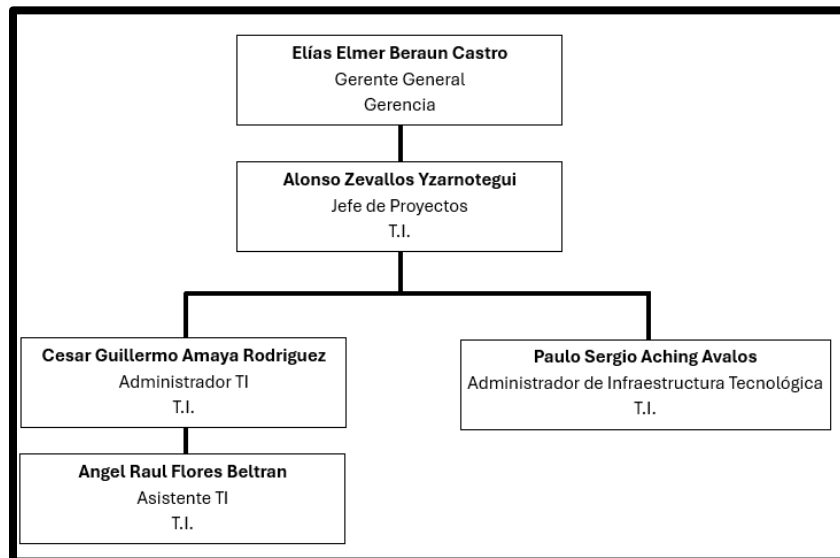 Elías Elmer Beraun Castro
Gerente General
Gerencia
Alonso Zevallos Yzarnotegui
Jefe de Proyectos
T.I.
Cesar Guillermo Amaya Rodriguez
Administrador TI
T.I.
Paulo Sergio Aching Avalos
Administrador de Infraestructura Tecnológica
T.I.
Angel Raul Flores Beltran
Asistente TI
T.I.